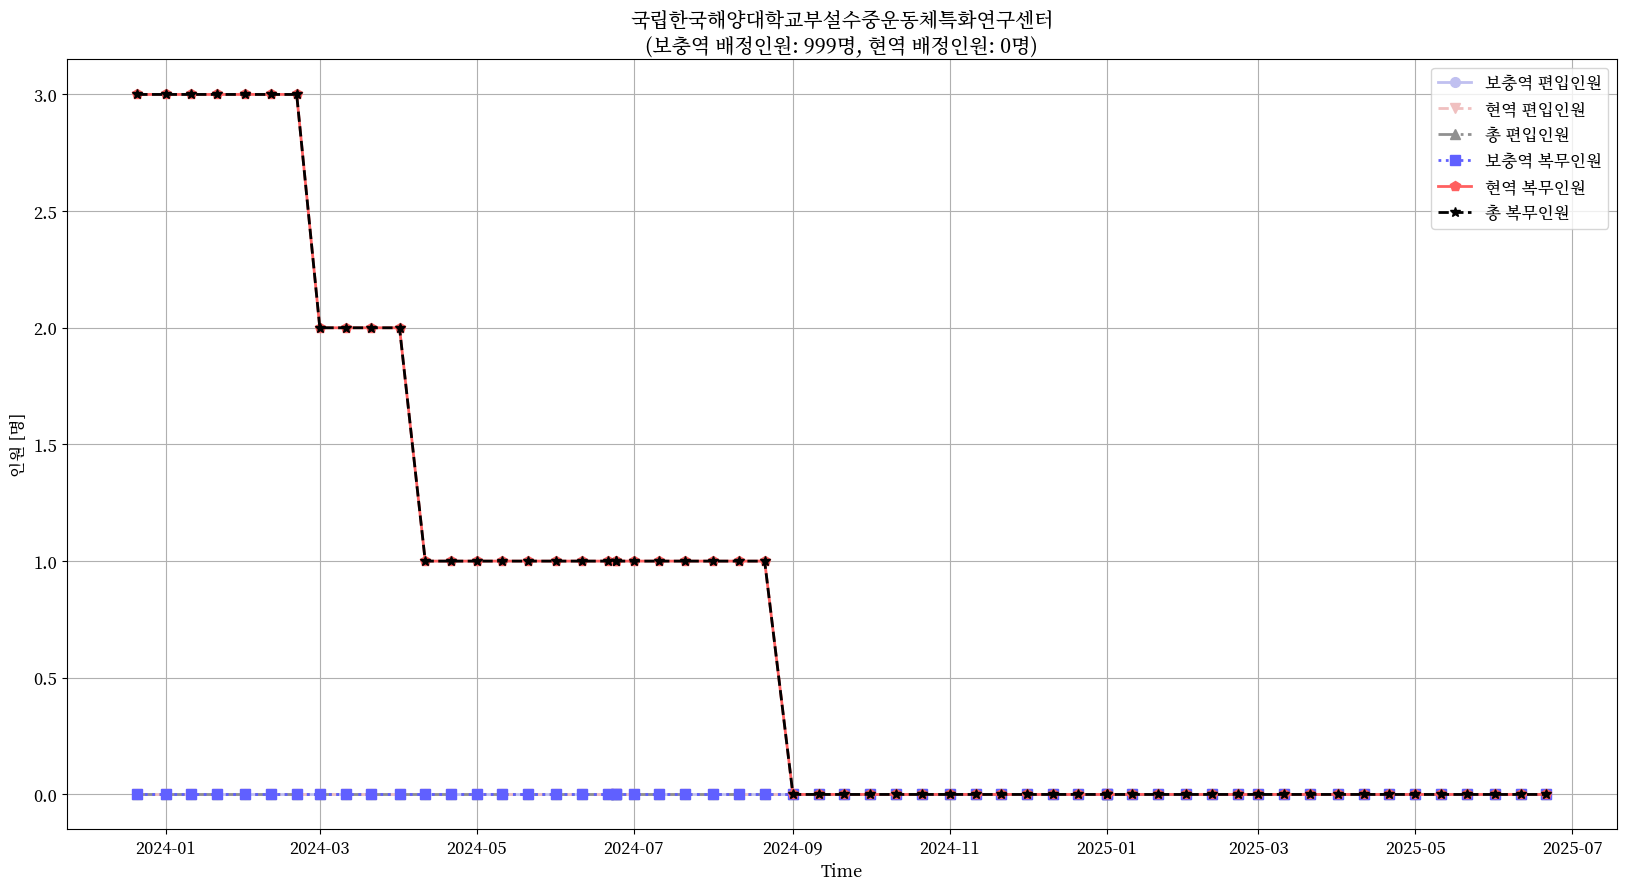 국립한국해양대학교부설수중운동체특화연구센터
(보충역 배정인원: 999명, 현역 배정인원: 0명)
보충역 편입인원
현역 편입인원
총 편입인원
보충역 복무인원
현역 복무인원
총 복무인원
3.0
2.5
2.0
1.5
1.0
0.5
0.0
인원 [명]
2024-01
2024-03
2024-05
2024-07
2024-09
2024-11
2025-01
2025-03
2025-05
2025-07
Time